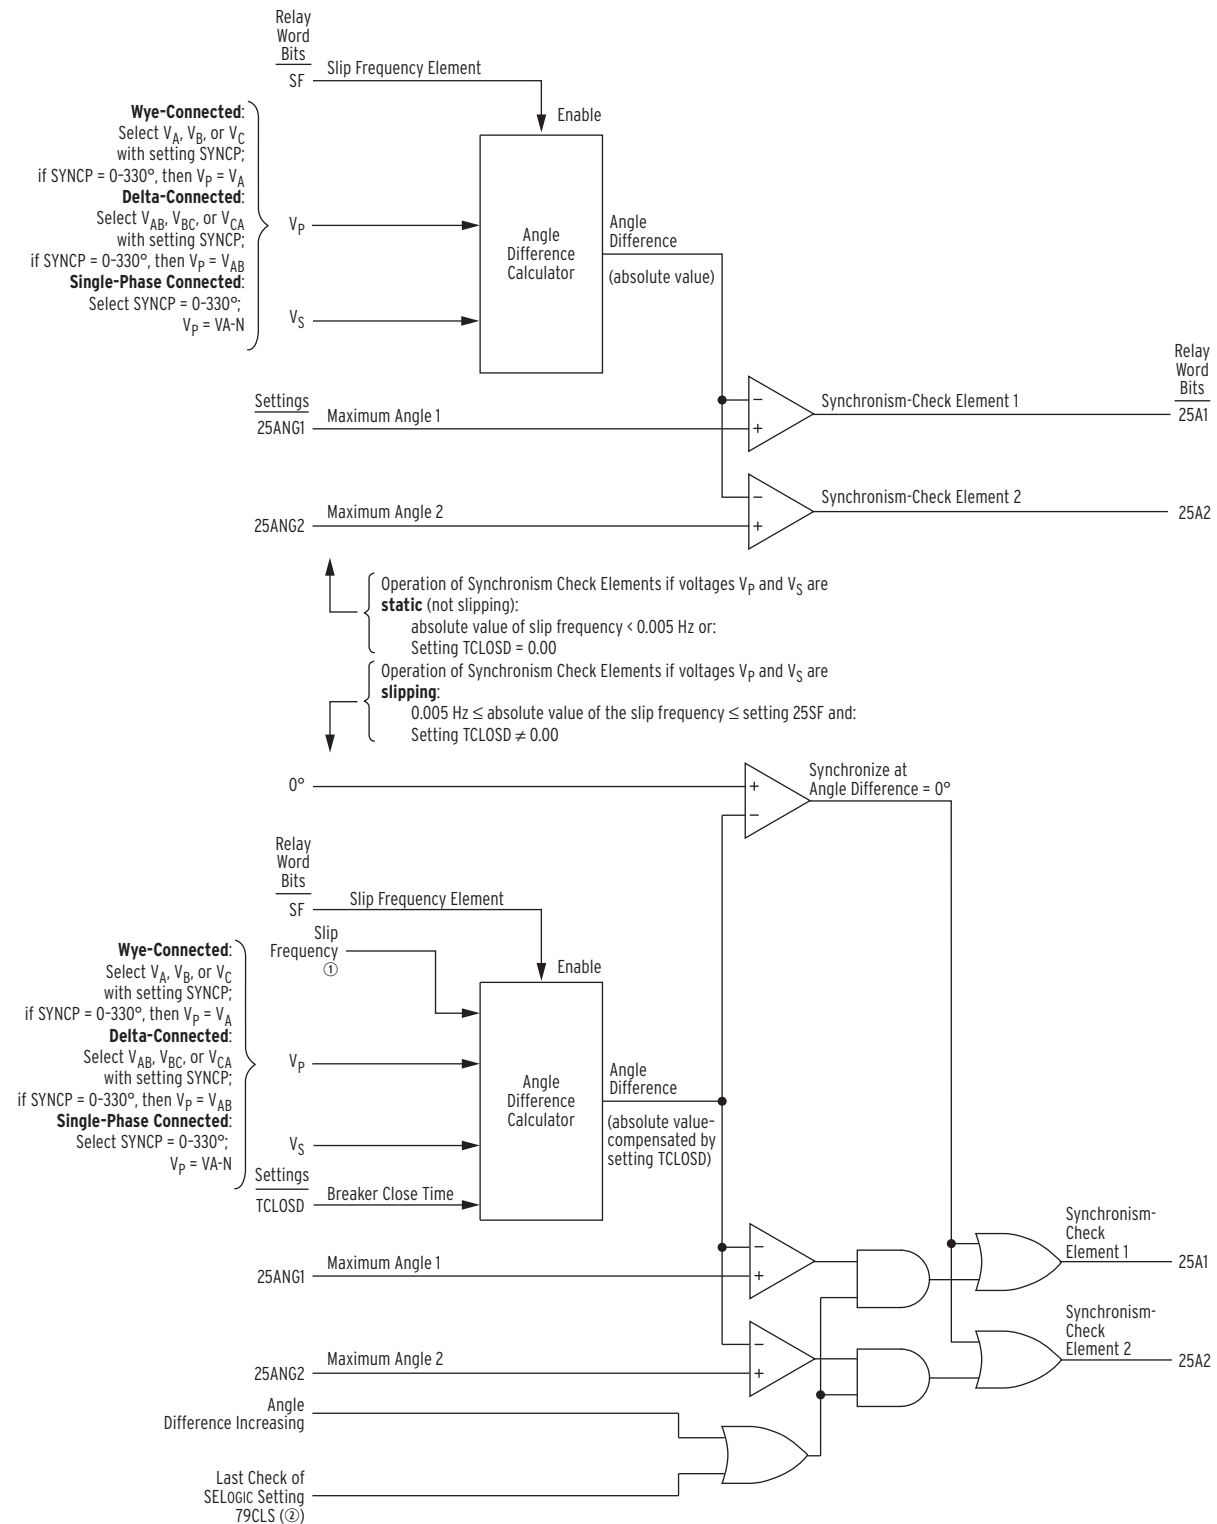 Relay
Word
Bits
SF
Slip Frequency Element
Enable
Wye-Connected:
Select VA, VB, or VC
with setting SYNCP;
if SYNCP = 0-330°, then VP = VA
Delta-Connected:
Select VAB, VBC, or VCA
with setting SYNCP;
if SYNCP = 0-330°, then VP = VAB
Single-Phase Connected:
Select SYNCP = 0-330°;
VP = VA-N
VP
VS
Angle
Difference
Calculator
Angle
Difference
(absolute value)
Relay
Word
Bits
Settings
25ANG1
Maximum Angle 1
−
+
Synchronism-Check Element 1
25A1
25ANG2
Maximum Angle 2
−
+
Synchronism-Check Element 2
25A2
Operation of Synchronism Check Elements if voltages VP and VS are
static (not slipping):
absolute value of slip frequency < 0.005 Hz or:
Setting TCLOSD = 0.00
Operation of Synchronism Check Elements if voltages VP and VS are
slipping:
0.005 Hz ≤ absolute value of the slip frequency ≤ setting 25SF and:
Setting TCLOSD ≠ 0.00
0°
+
−
Synchronize at
Angle Difference = 0°
Relay
Word
Bits
SF
Slip Frequency Element
Slip
Frequency
①
Enable
Wye-Connected:
Select VA, VB, or VC
with setting SYNCP;
if SYNCP = 0-330°, then VP = VA
Delta-Connected:
Select VAB, VBC, or VCA
with setting SYNCP;
if SYNCP = 0-330°, then VP = VAB
Single-Phase Connected:
Select SYNCP = 0-330°;
VP = VA-N
VP
VS
Angle
Difference
Calculator
Angle
Difference
(absolute value-
compensated by
setting TCLOSD)
Settings
TCLOSD
Breaker Close Time
25ANG1
Maximum Angle 1
−
+
Synchronism-
Check
Element 1
25A1
25ANG2
Maximum Angle 2
−
+
Synchronism-
Check
Element 2
25A2
Angle
Difference Increasing
Last Check of
SELOGIC Setting
79CLS (②)